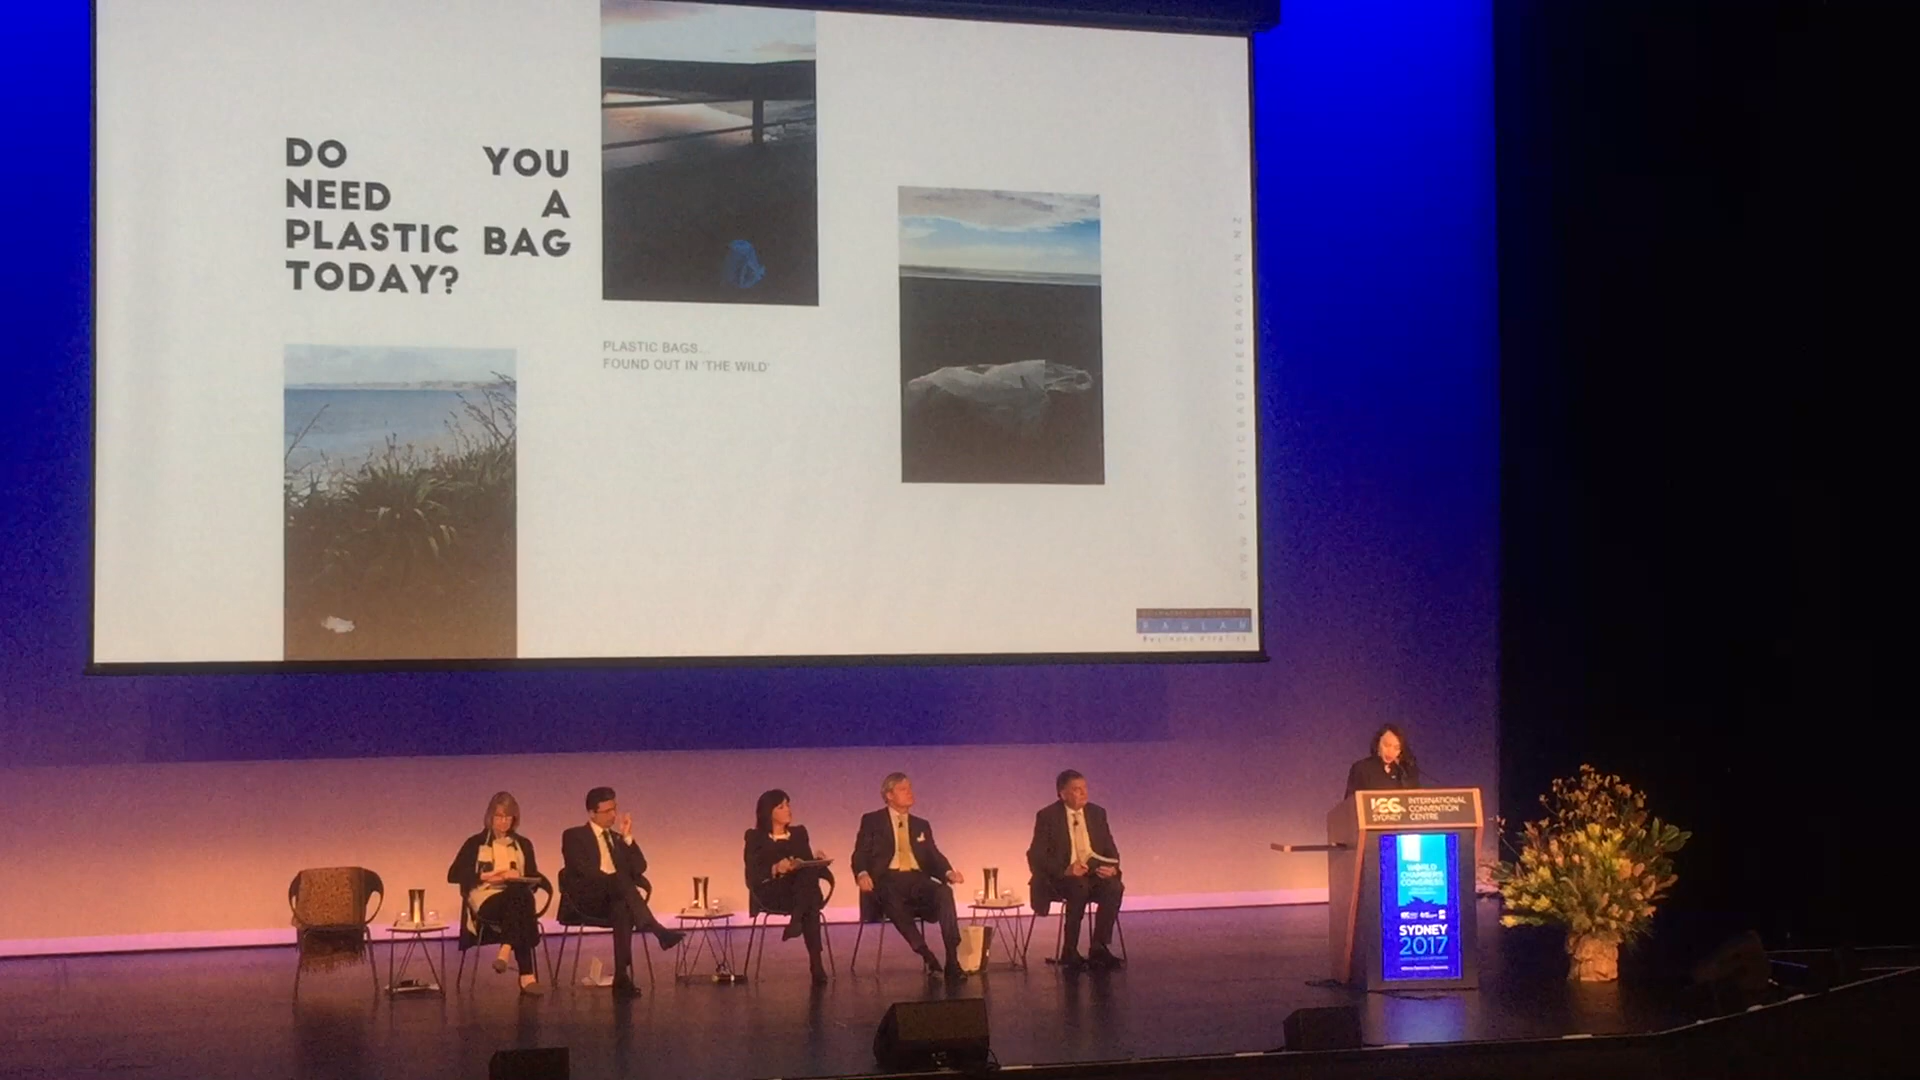 DO YOU
NEED A
PLASTIC BAG
TODAY?
PLASTIC BAGS...
FOUND OUT IN 'THE WILD'
WWW.PLASTICBAGFREERAGLAN.NZ
RAGLAN
ICC
SYDNEY
INTERNATIONAL
CONVENTION
CENTRE
WORLD
CHAMBERS
CONGRESS
SYDNEY
2017